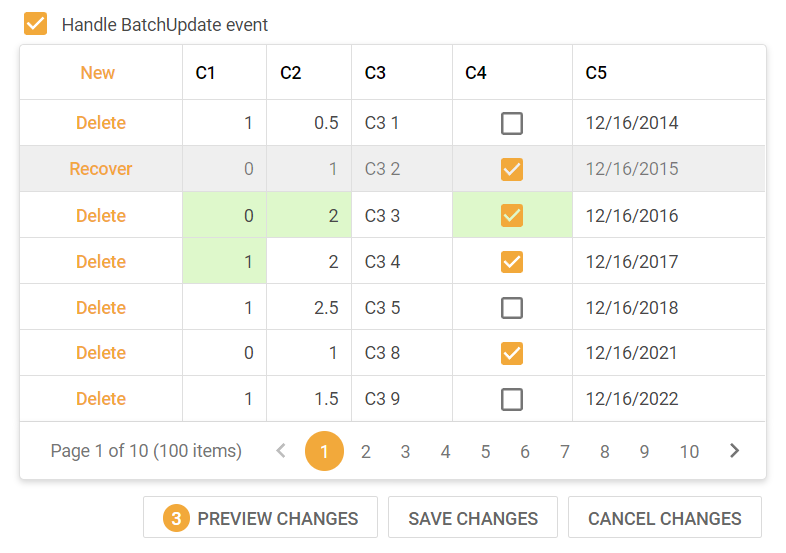 Handle BatchUpdate event
New C1 C2 C3 C4 C5
Delete 1 0.5 C3 1 12/16/2014
Recover 0 1 C3 2 12/16/2015
Delete 0 2 C3 3 12/16/2016
Delete 1 2 C3 4 12/16/2017
Delete 1 2.5 C3 5 12/16/2018
Delete 0 1 C3 8 12/16/2021
Delete 1 1.5 C3 9 12/16/2022
Page 1 of 10 (100 items) 1 2 3 4 5 6 7 8 9 10
3 PREVIEW CHANGES SAVE CHANGES CANCEL CHANGES